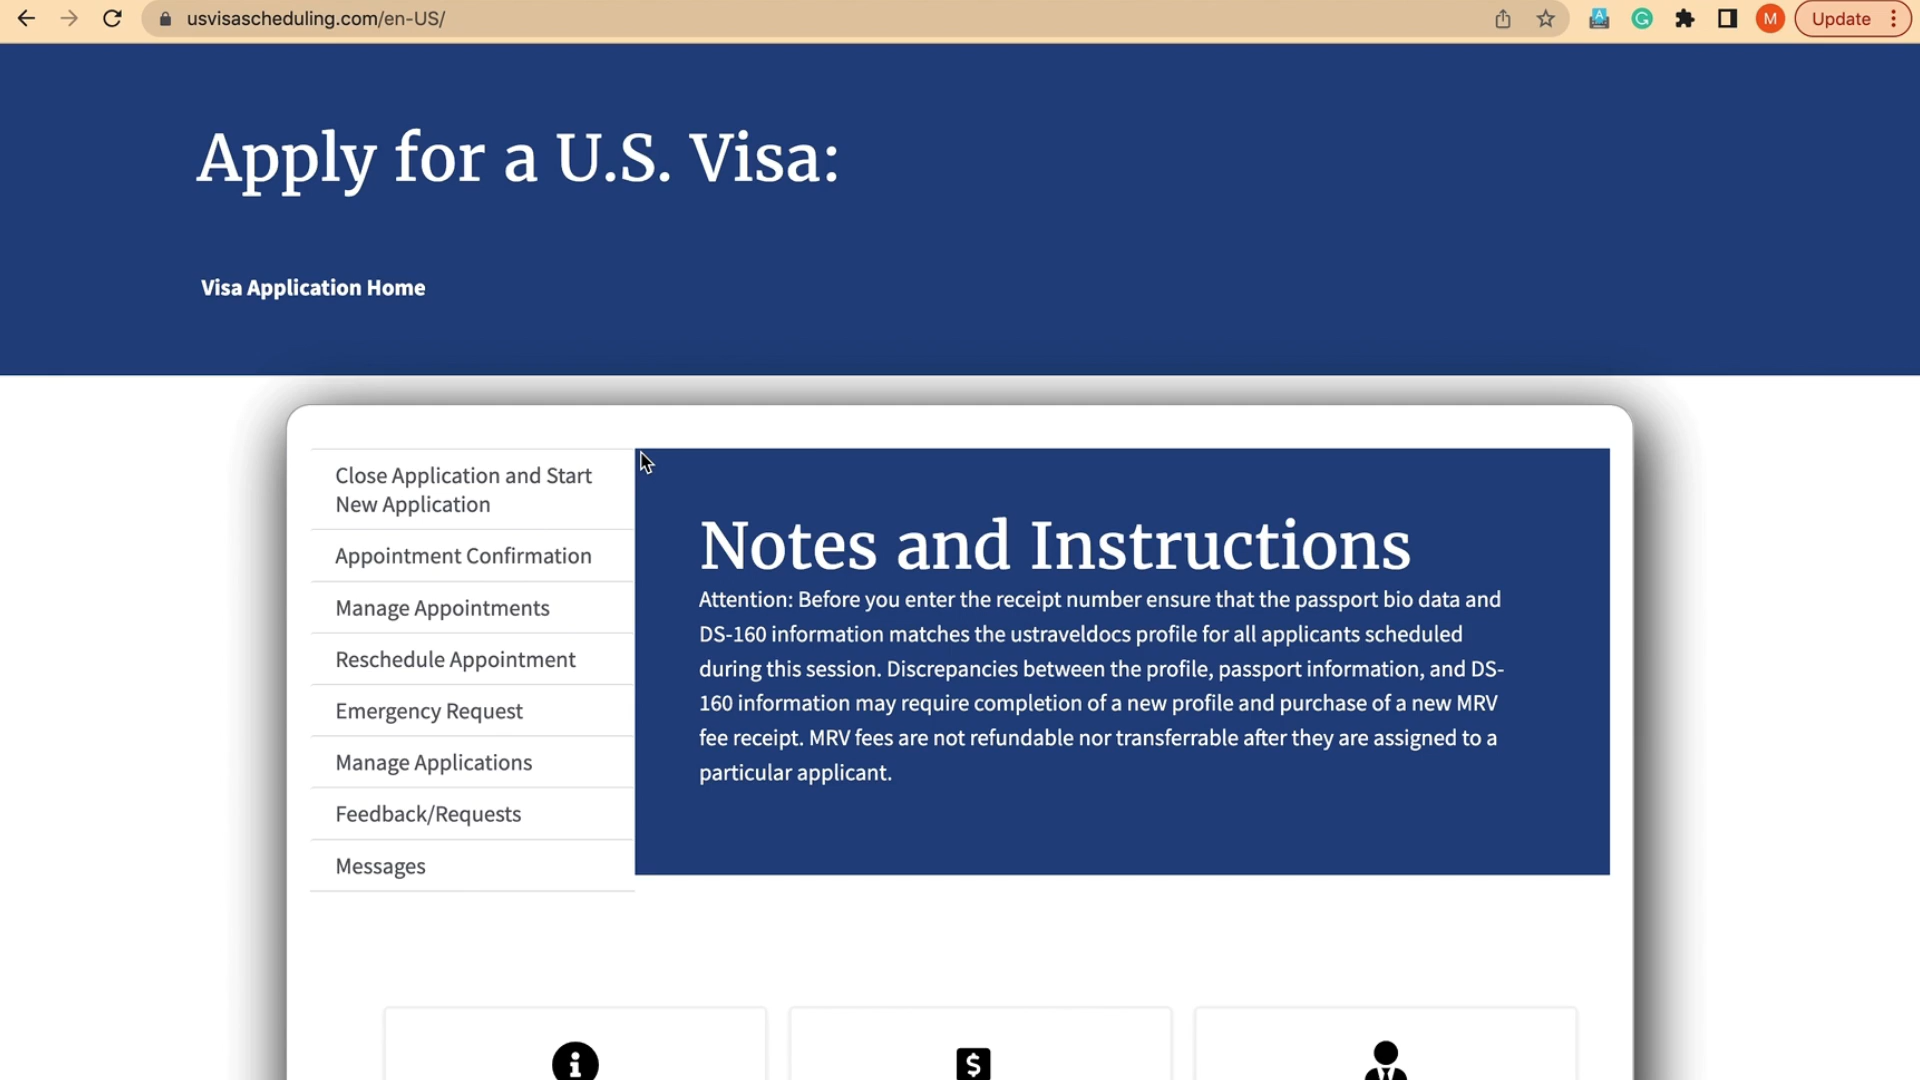 usvisascheduling.com/en-US/
M
Update
Apply for a U.S. Visa:
Visa Application Home
Close Application and Start
New Application
Appointment Confirmation
Manage Appointments
Reschedule Appointment
Emergency Request
Manage Applications
Feedback/Requests
Messages
Notes and Instructions
Attention: Before you enter the receipt number ensure that the passport bio data and
DS-160 information matches the ustraveldocs profile for all applicants scheduled
during this session. Discrepancies between the profile, passport information, and DS-
160 information may require completion of a new profile and purchase of a new MRV
fee receipt. MRV fees are not refundable nor transferrable after they are assigned to a
particular applicant.